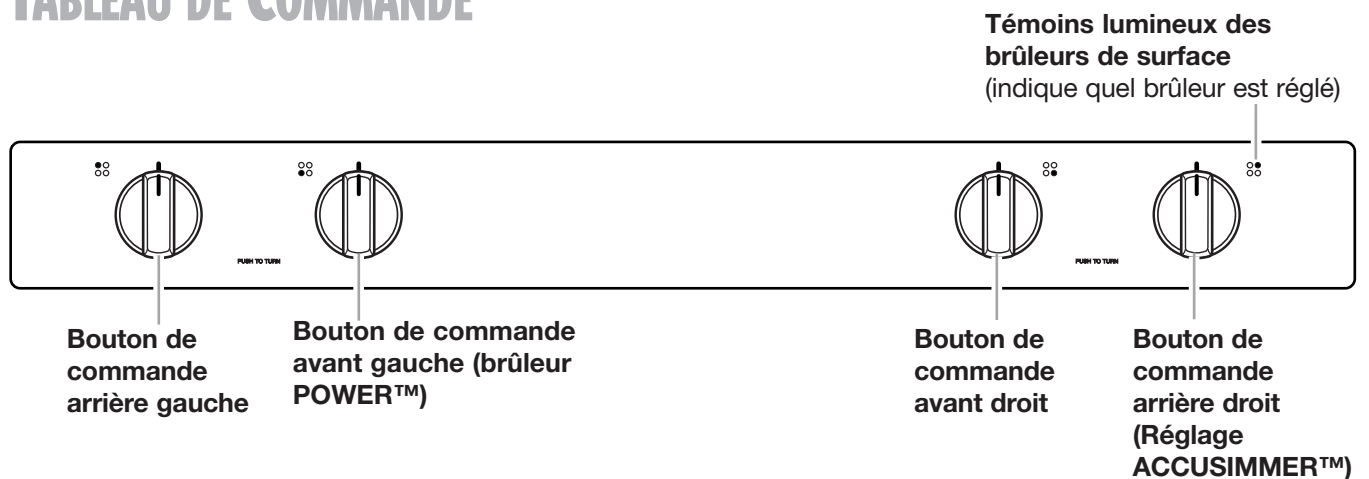 TABLEAU DE COMMANDE
Témoins lumineux des
brûleurs de surface
(indique quel brûleur est réglé)
PUSH TO TURN
PUSH TO TURN
Bouton de
commande
arrière gauche
Bouton de commande
avant gauche (brûleur
POWER™)
Bouton de
commande
avant droit
Bouton de
commande
arrière droit
(Réglage
ACCUSIMMER™)